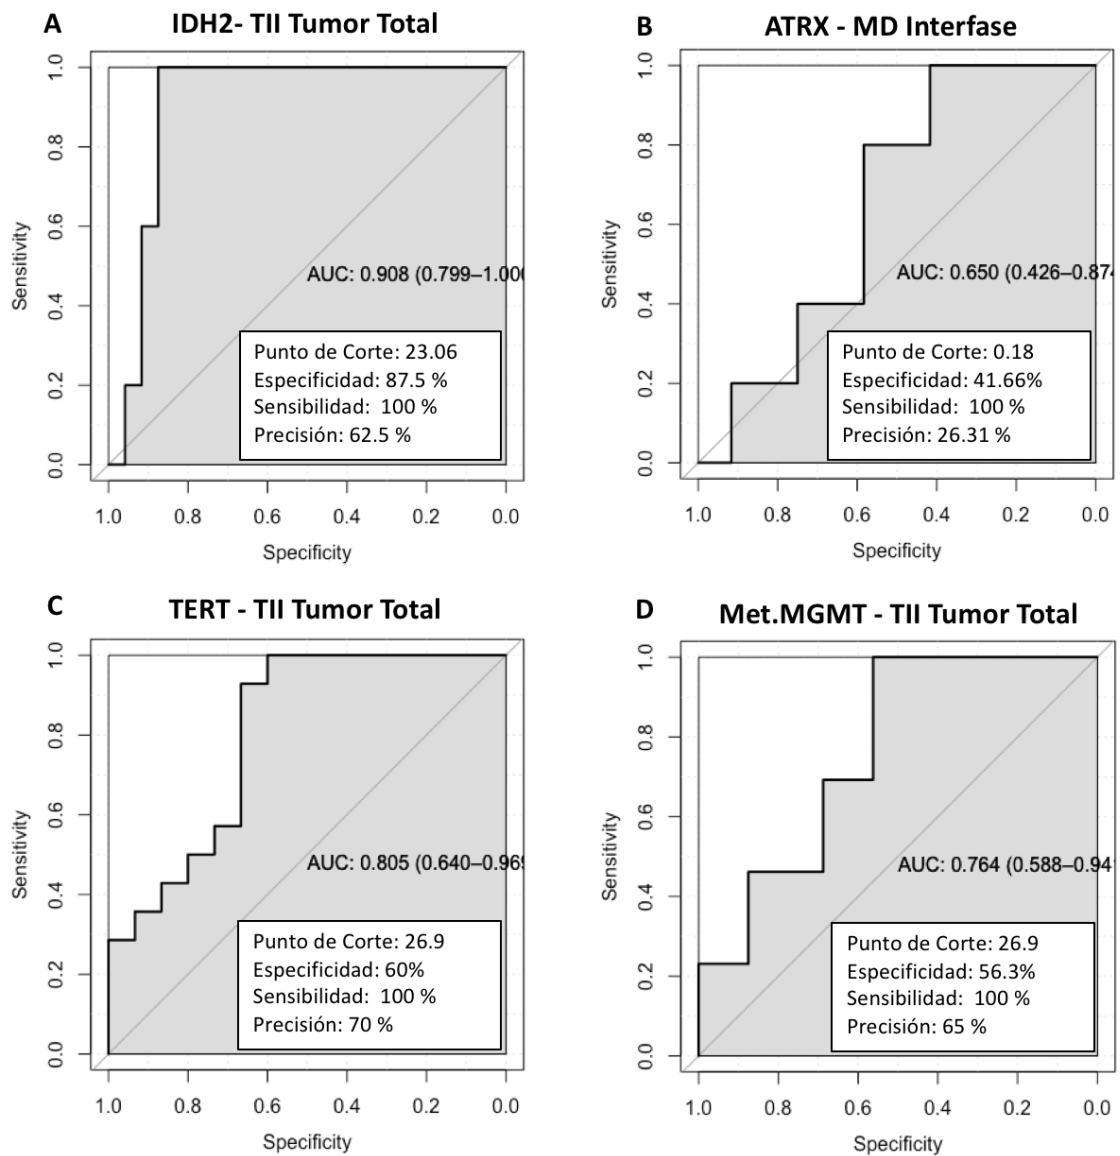 A
IDH2- TII Tumor Total
1.0
0.8
0.6
0.4
0.2
0.0
Sensitivity
AUC: 0.908 (0.799–1.000
Punto de Corte: 23.06
Especificidad: 87.5 %
Sensibilidad: 100 %
Precisión: 62.5 %
1.0 0.8 0.6 0.4 0.2 0.0
Specificity
B
ATRX - MD Interfase
1.0
0.8
0.6
0.4
0.2
0.0
Sensitivity
AUC: 0.650 (0.426–0.874
Punto de Corte: 0.18
Especificidad: 41.66%
Sensibilidad: 100 %
Precisión: 26.31 %
1.0 0.8 0.6 0.4 0.2 0.0
Specificity
C
TERT - TII Tumor Total
1.0
0.8
0.6
0.4
0.2
0.0
Sensitivity
AUC: 0.805 (0.640–0.969
Punto de Corte: 26.9
Especificidad: 60%
Sensibilidad: 100 %
Precisión: 70 %
1.0 0.8 0.6 0.4 0.2 0.0
Specificity
D
Met.MGMT - TII Tumor Total
1.0
0.8
0.6
0.4
0.2
0.0
Sensitivity
AUC: 0.764 (0.588–0.94
Punto de Corte: 26.9
Especificidad: 56.3%
Sensibilidad: 100 %
Precisión: 65 %
1.0 0.8 0.6 0.4 0.2 0.0
Specificity